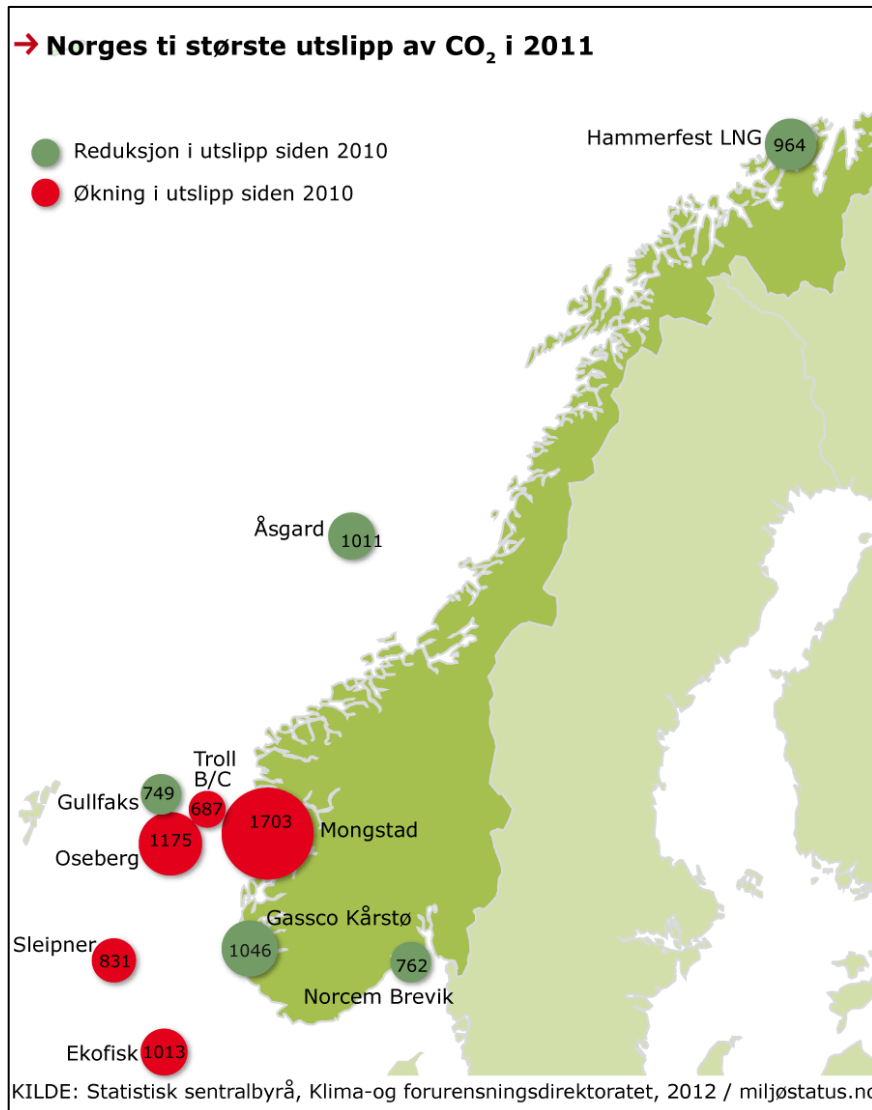 → Norges ti største utslipp av CO₂ i 2011
Reduksjon i utslipp siden 2010
Økning i utslipp siden 2010
Hammerfest LNG
964
Åsgard
1011
Troll
B/C
749
Gullfaks
687
1703
Mongstad
1175
Oseberg
Gassco Kårstø
1046
Sleipner
831
762
Norcem Brevik
Ekofisk
1013
KILDE: Statistisk sentralbyrå, Klima-og forurensningsdirektoratet, 2012 / miljøstatus.no